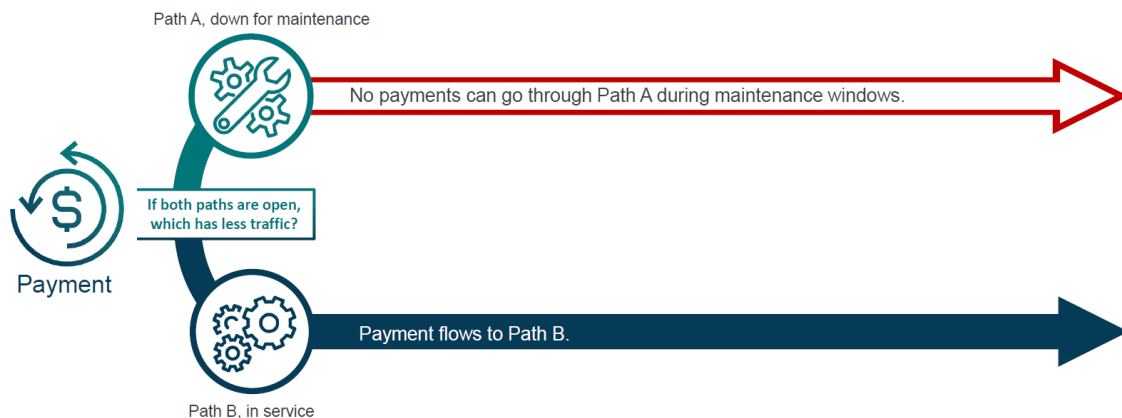 Path A, down for maintenance
No payments can go through Path A during maintenance windows.
$
If both paths are open,
which has less traffic?
Payment
Payment flows to Path B.
Path B, in service